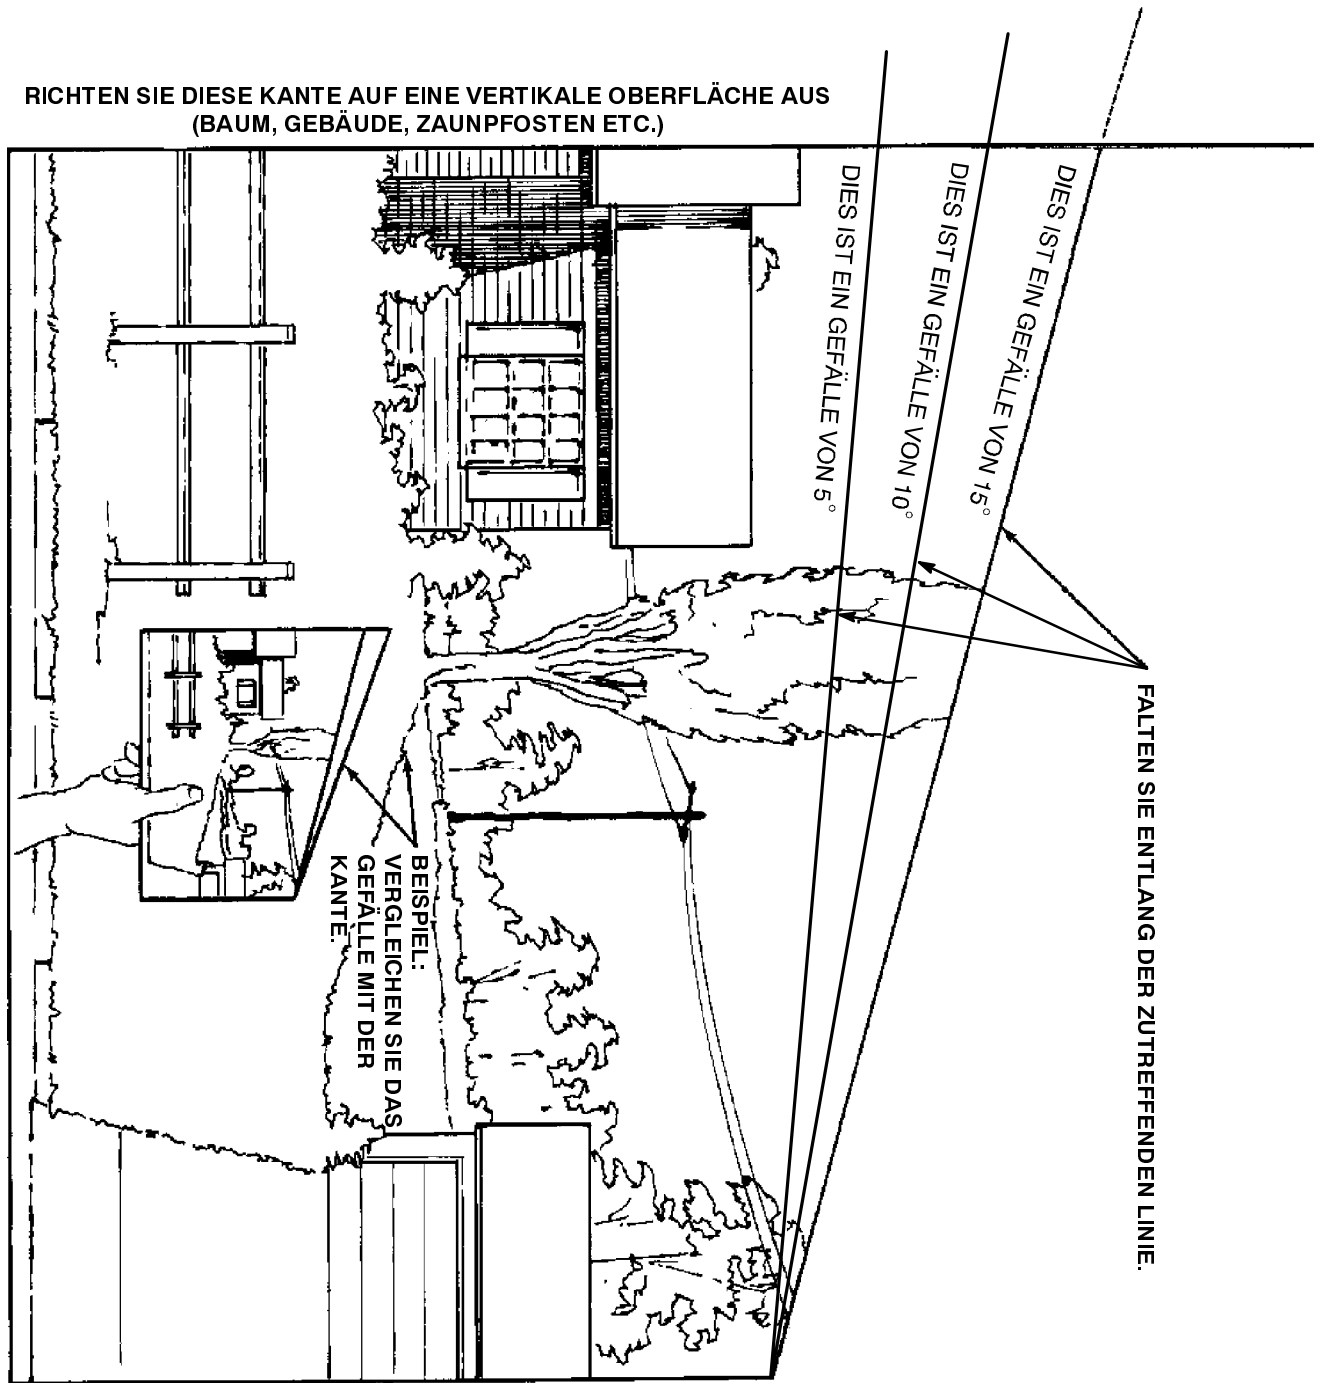 RICHTEN SIE DIESE KANTE AUF EINE VERTIKALE OBERFLÄCHE AUS
(BAUM, GEBÄUDE, ZAUNPFOSTEN ETC.)
DIES IST EIN GEFÄLLE VON 5°
DIES IST EIN GEFÄLLE VON 10°
DIES IST EIN GEFÄLLE VON 15°
FALTEN SIE ENTLANG DER ZUTREFFENDEN LINIE.
BEISPIEL:
VERGLEICHEN SIE DAS
GEFÄLLE MIT DER
KANTE.